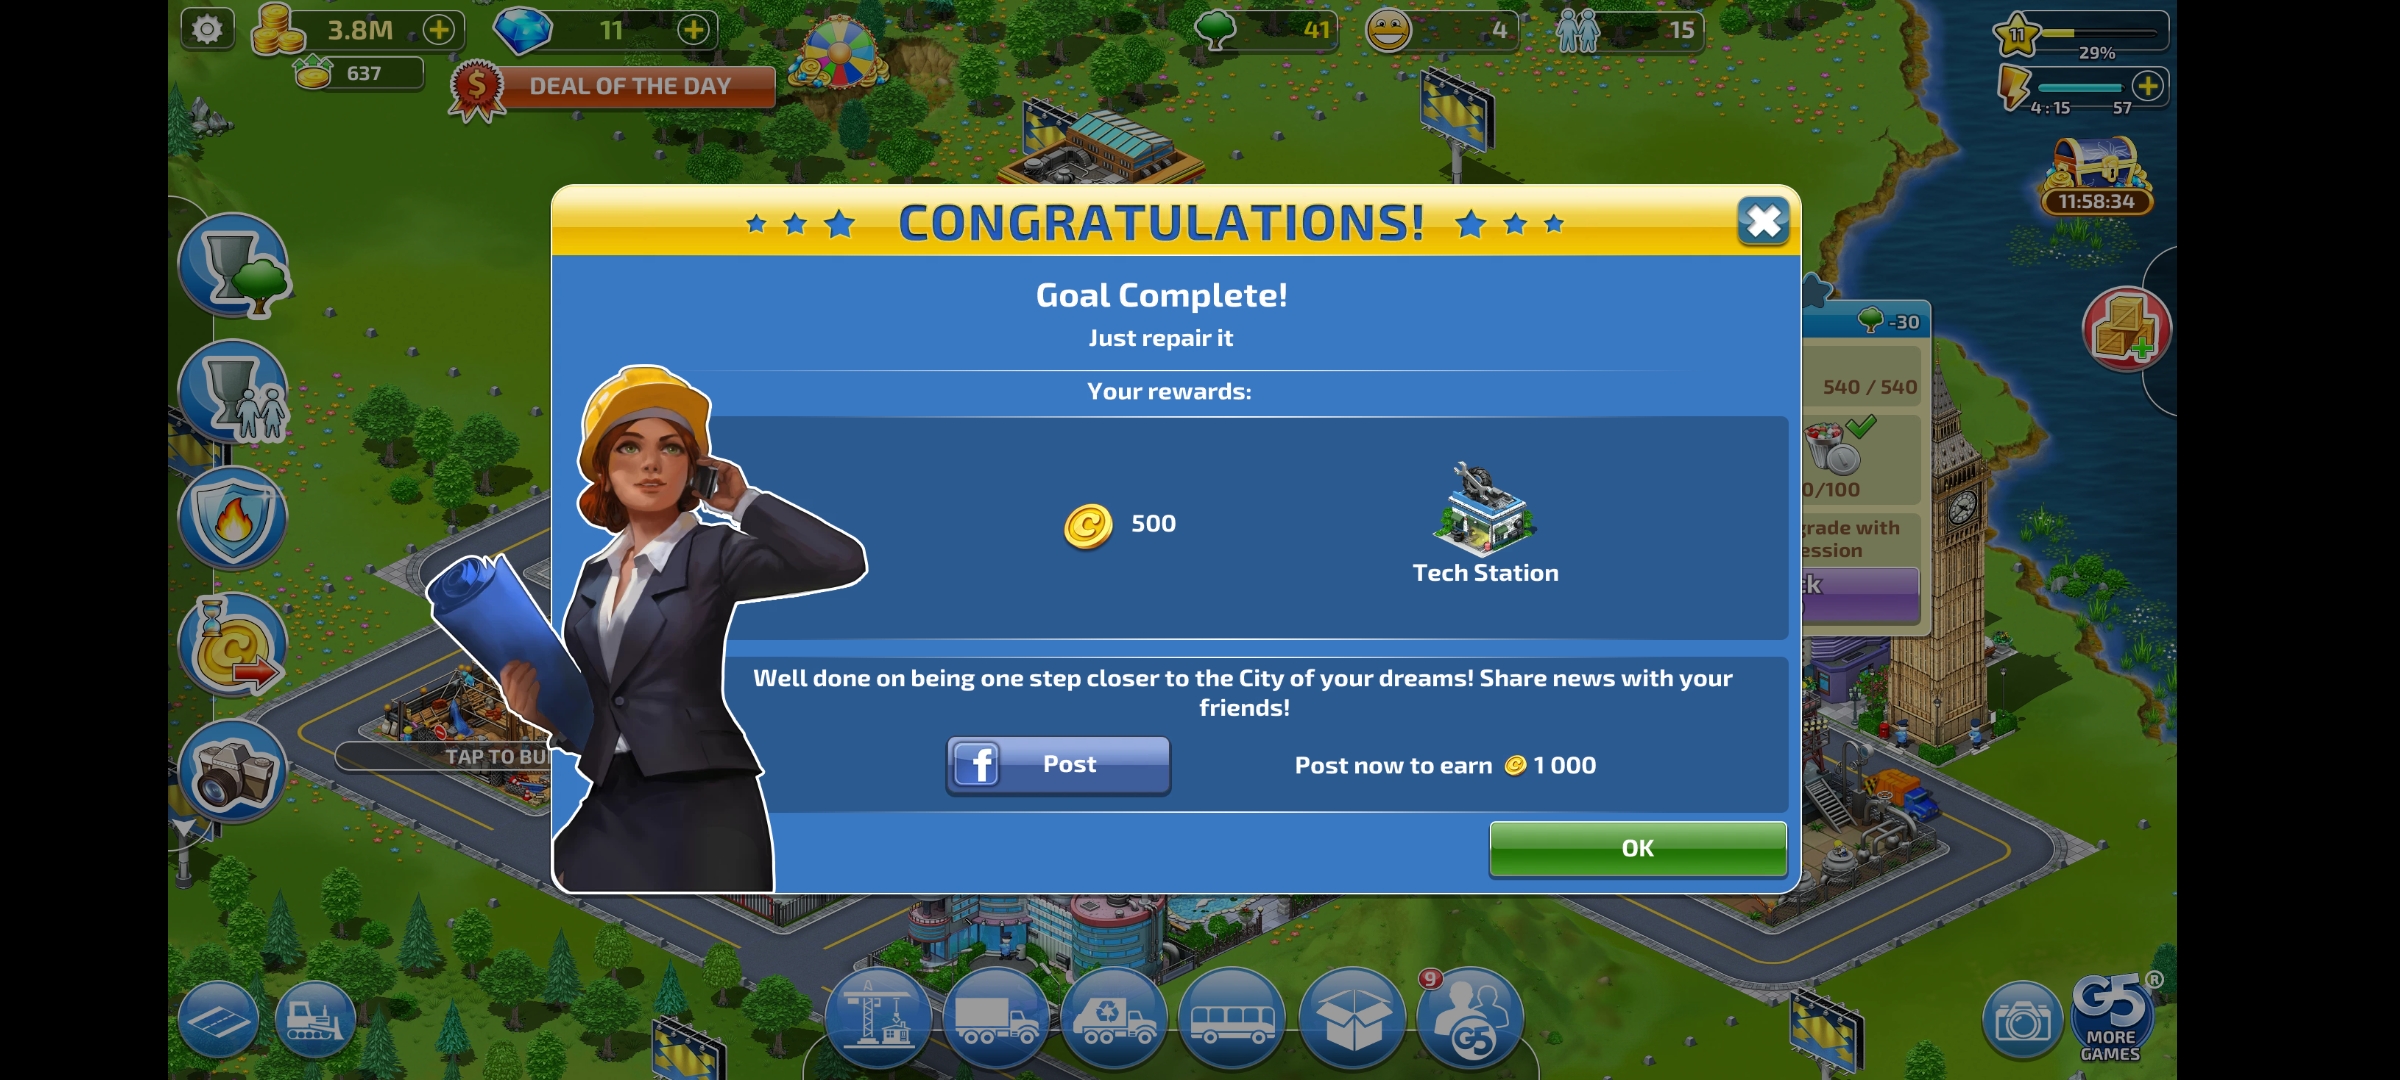 3.8M
11
41
4
15
11
29%
637
DEAL OF THE DAY
4:15
57
11:58:34
CONGRATULATIONS!
Goal Complete!
Just repair it
-30
540 / 540
Your rewards:
500
Tech Station
0/100
Well done on being one step closer to the City of your dreams! Share news with your
friends!
TAP TO BU
f Post
Post now to earn 1 000
OK
9
G5
G5®
MORE
GAMES